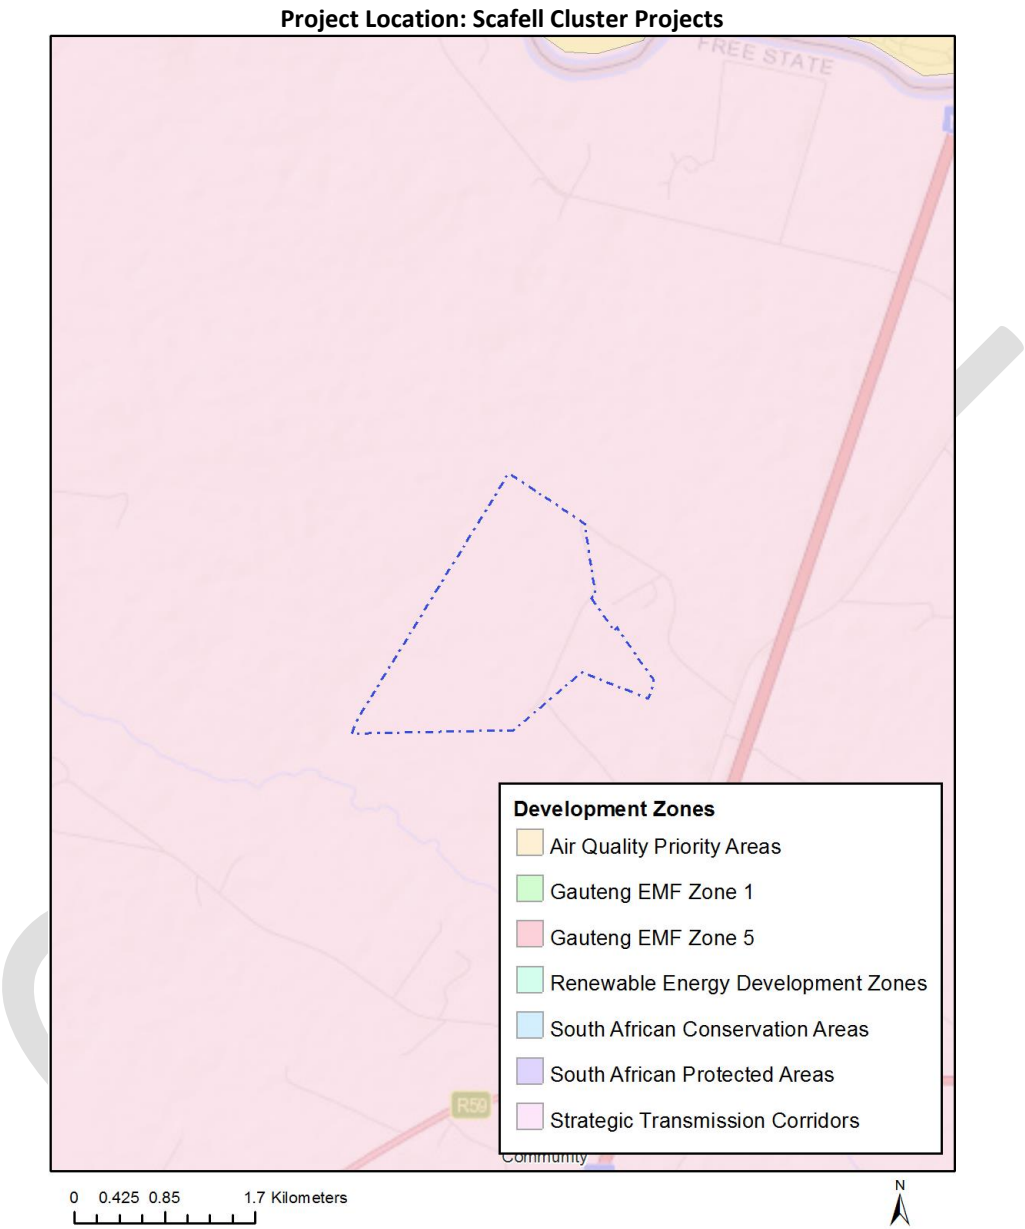 Project Location: Scafell Cluster Projects
FREE STATE
Development Zones
Air Quality Priority Areas
Gauteng EMF Zone 1
Gauteng EMF Zone 5
Renewable Energy Development Zones
South African Conservation Areas
South African Protected Areas
Strategic Transmission Corridors
R59
Community
0 0.425 0.85 1.7 Kilometers
N